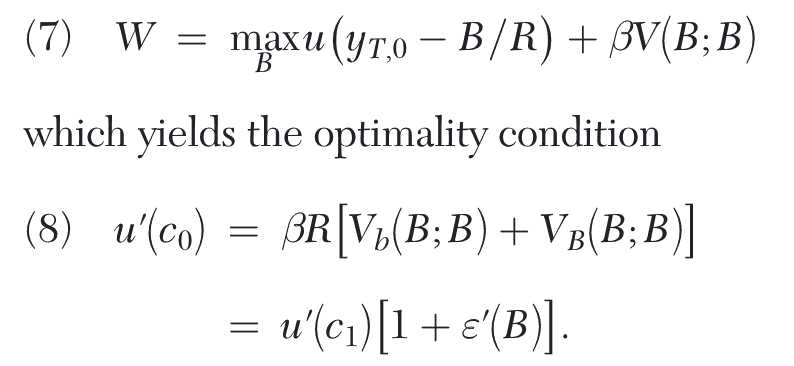 (7) W = max_B u(y_{T,0} − B/R) + βV(B; B)
which yields the optimality condition
(8) u′(c_0) = βR[V_b(B; B) + V_B(B; B)]
= u′(c_1)[1 + ε′(B)].